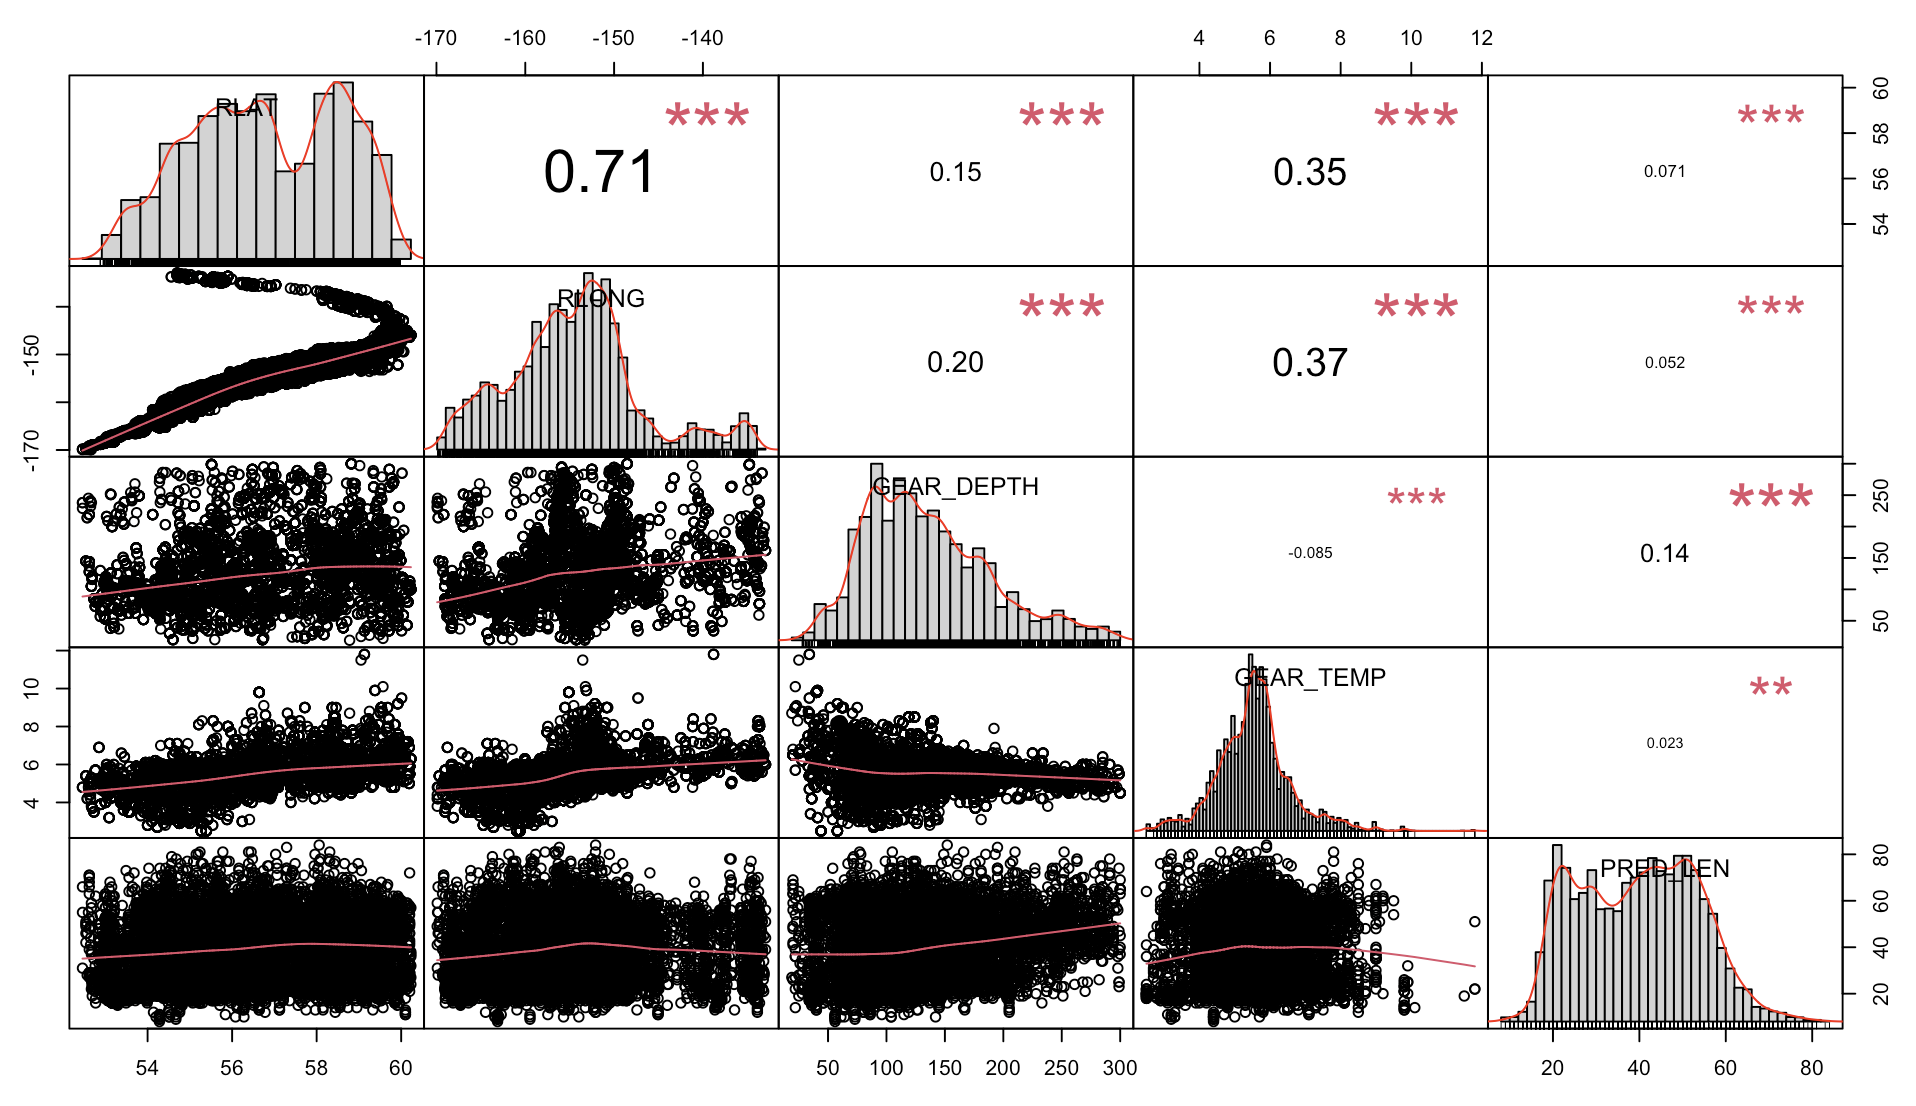 -170 -160 -150 -140 4 6 8 10 12
RLAT *** *** *** ***
0.71 0.15 0.35 0.071
54 56 58 60
RLONG *** *** ***
0.20 0.37 0.052
-170 -150
GEAR_DEPTH *** ***
-0.085 0.14
50 150 250
GEAR_TEMP **
0.023
4 6 8 10
PRED_LEN
20 40 60 80
54 56 58 60 50 100 150 200 250 300 20 40 60 80